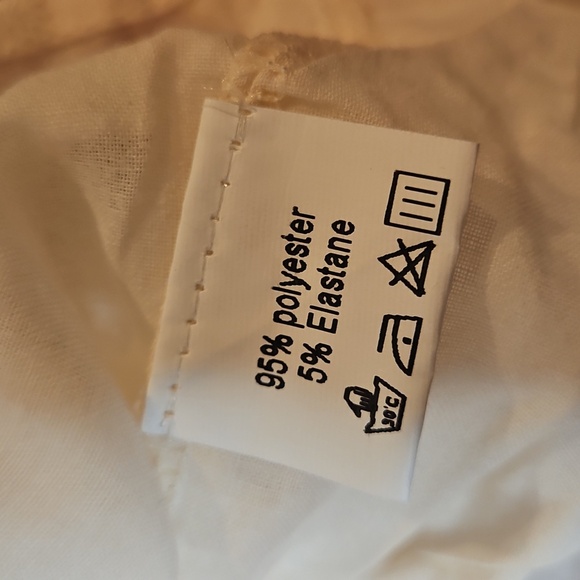 95% polyester
5% Elastane
30°C